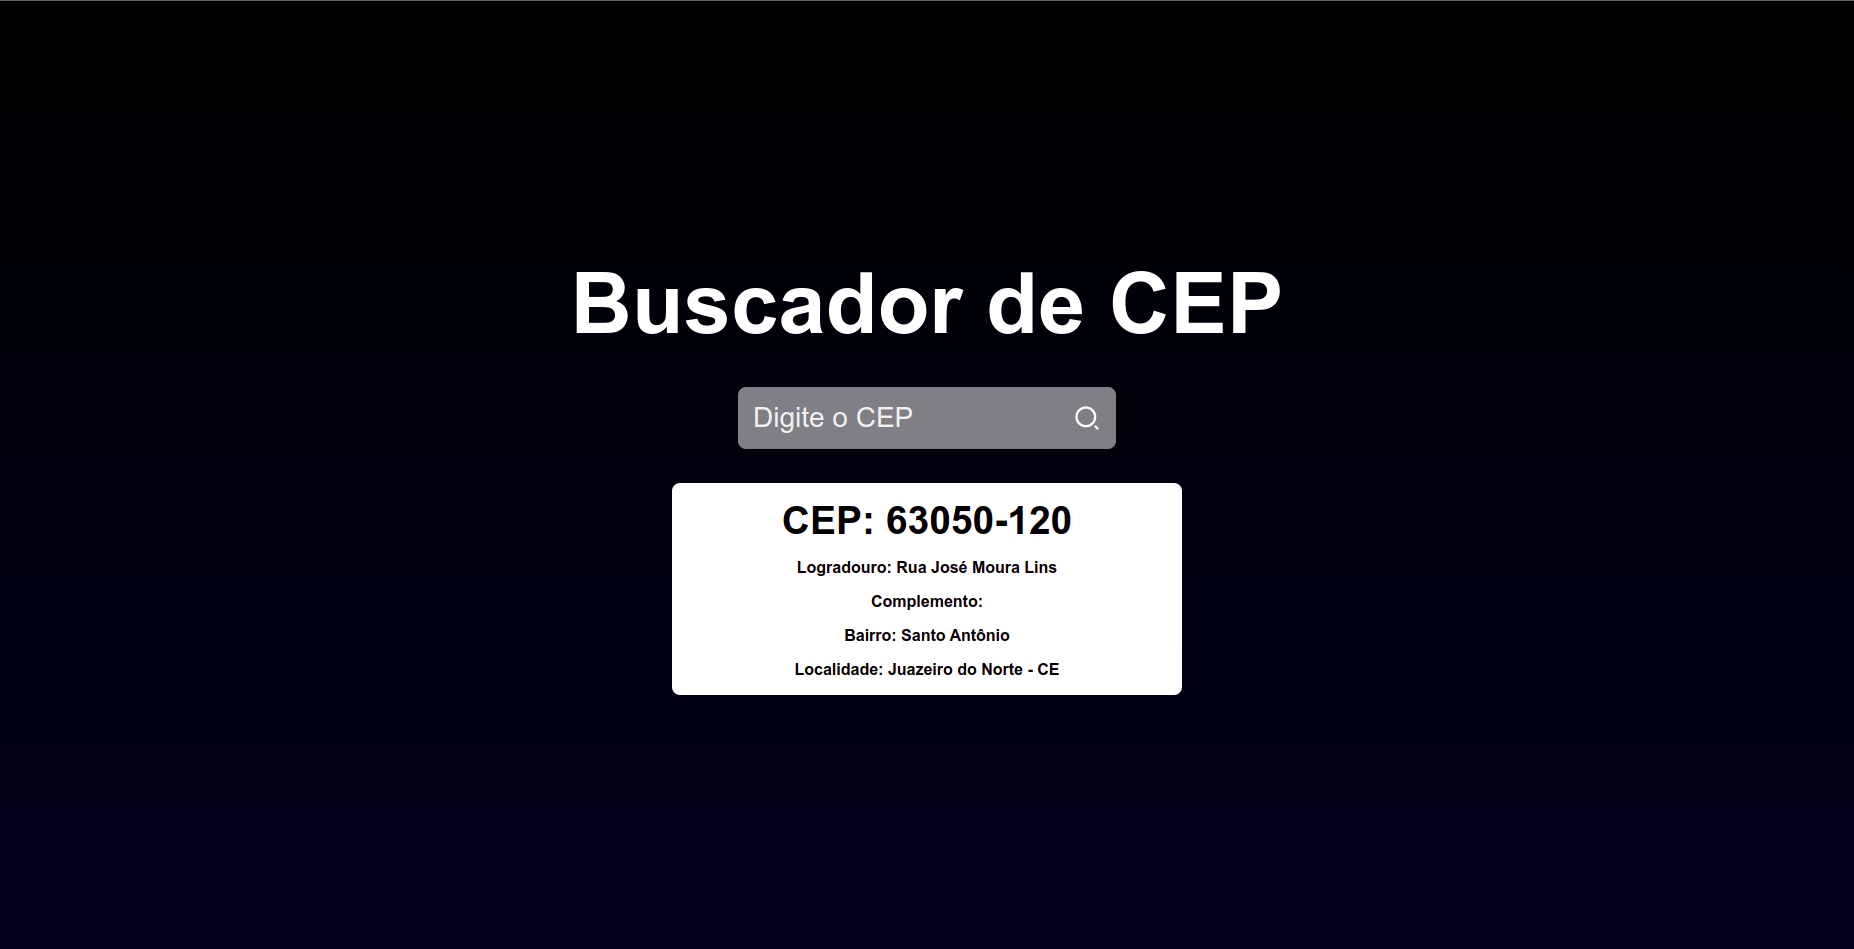 Buscador de CEP
Digite o CEP
CEP: 63050-120
Logradouro: Rua José Moura Lins
Complemento:
Bairro: Santo Antônio
Localidade: Juazeiro do Norte - CE